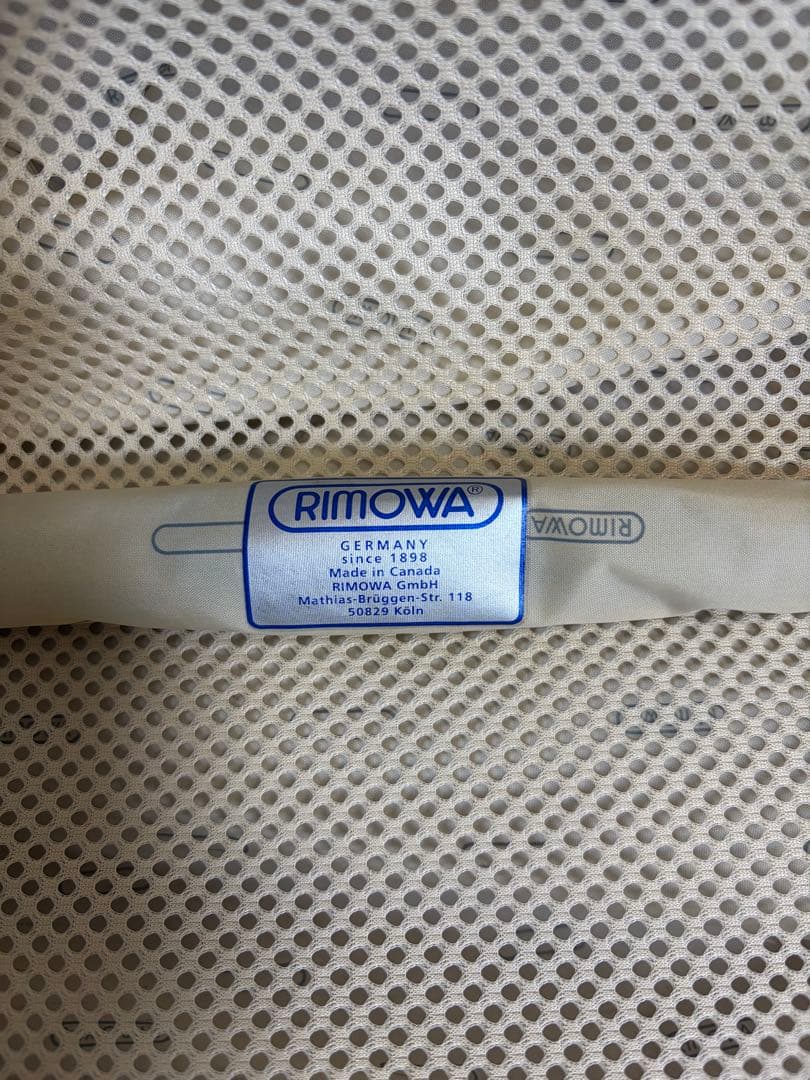 RIMOWA®
GERMANY
since 1898
Made in Canada
RIMOWA GmbH
Mathias-Brüggen-Str. 118
50829 Köln
RIMOWA